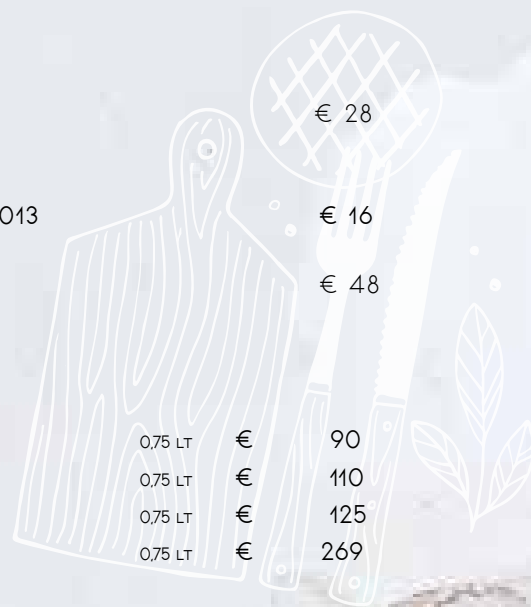 € 28
013 € 16
€ 48
0,75 LT € 90
0,75 LT € 110
0,75 LT € 125
0,75 LT € 269